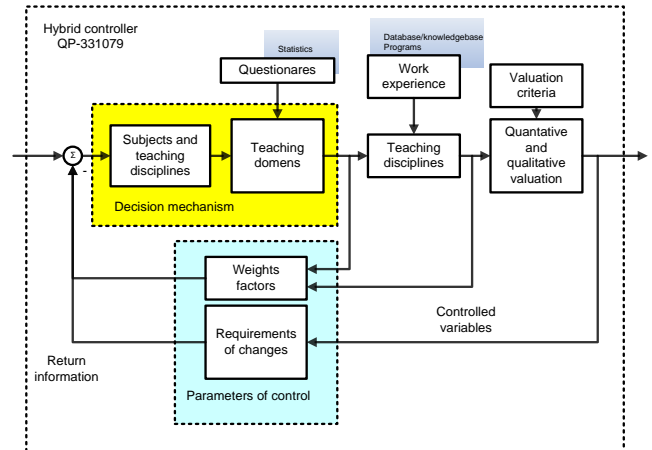 Hybrid controller
QP-331079
Statistics
Questionares
Database/knowledgebase
Programs
Work
experience
Valuation
criteria
Σ
-
Subjects and
teaching
disciplines
Teaching
domens
Decision mechanism
Teaching
disciplines
Quantative
and
qualitative
valuation
Weights
factors
Requirements
of changes
Parameters of control
Controlled
variables
Return
information